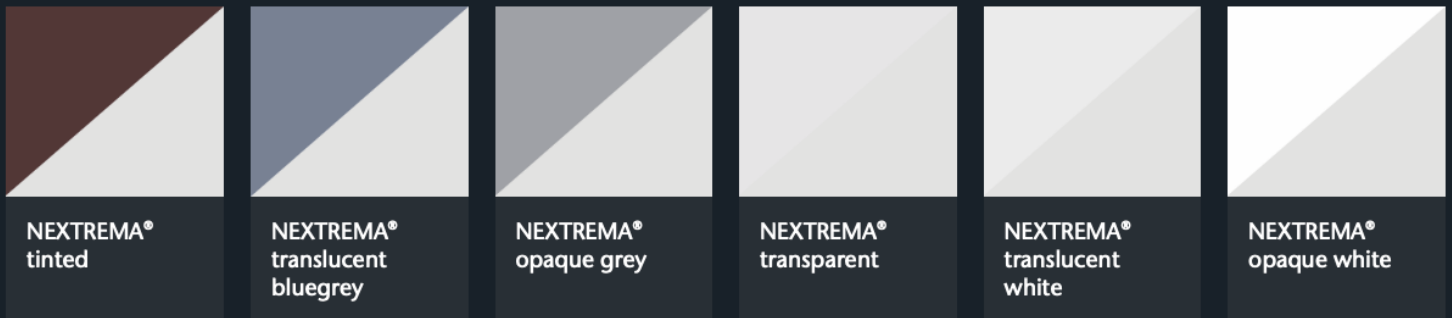 NEXTREMA®
tinted
NEXTREMA®
translucent
bluegrey
NEXTREMA®
opaque grey
NEXTREMA®
transparent
NEXTREMA®
translucent
white
NEXTREMA®
opaque white